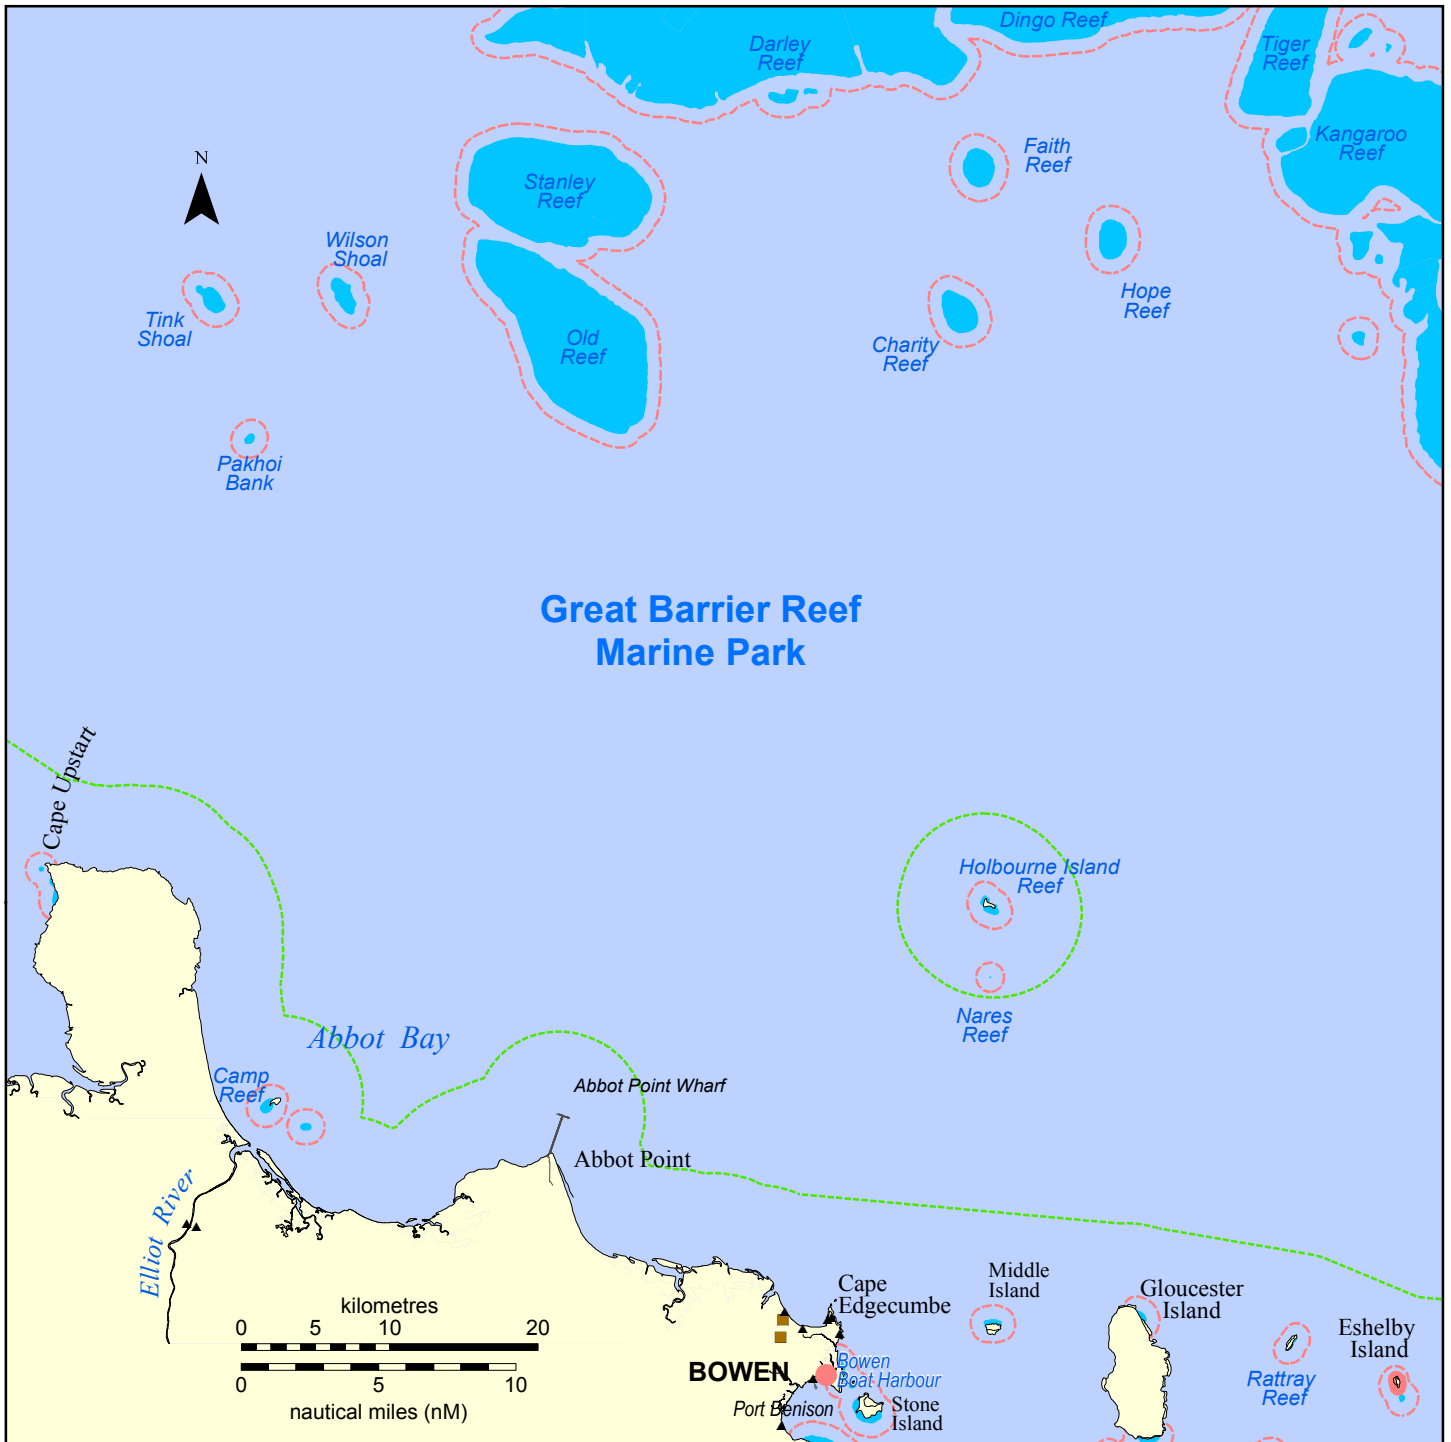 Dingo Reef
Darley
Reef
Tiger
Reef
Kangaroo
Reef
Faith
Reef
N
Stanley
Reef
Wilson
Shoal
Hope
Reef
Tink
Shoal
Old
Reef
Charity
Reef
Pakhoi
Bank
Great Barrier Reef
Marine Park
Cape Upstart
Holbourne Island
Reef
Nares
Reef
Abbot Bay
Camp
Reef
Abbot Point Wharf
Abbot Point
Elliot River
Cape
Edgecumbe
Middle
Island
Gloucester
Island
Eshelby
Island
kilometres
0 5 10 20
0 5 10
nautical miles (nM)
BOWEN
Bowen
Boat Harbour
Port Denison
Stone
Island
Rattray
Reef